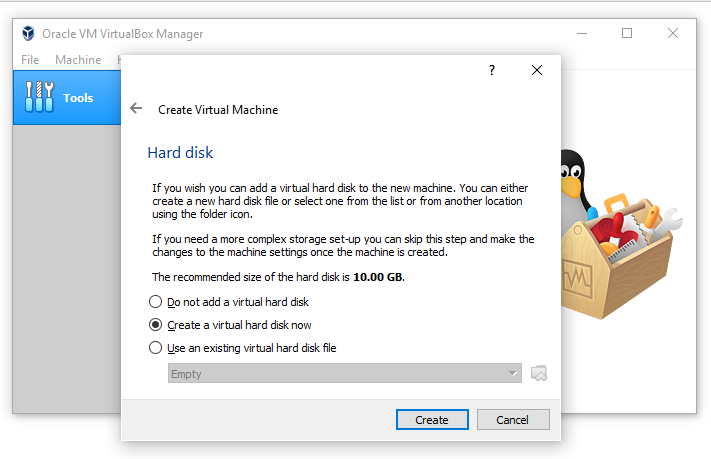 Oracle VM VirtualBox Manager
File Machine H
Tools
?
Create Virtual Machine
Hard disk
If you wish you can add a virtual hard disk to the new machine. You can either
create a new hard disk file or select one from the list or from another location
using the folder icon.
If you need a more complex storage set-up you can skip this step and make the
changes to the machine settings once the machine is created.
The recommended size of the hard disk is 10.00 GB.
Do not add a virtual hard disk
Create a virtual hard disk now
Use an existing virtual hard disk file
Empty
Create Cancel